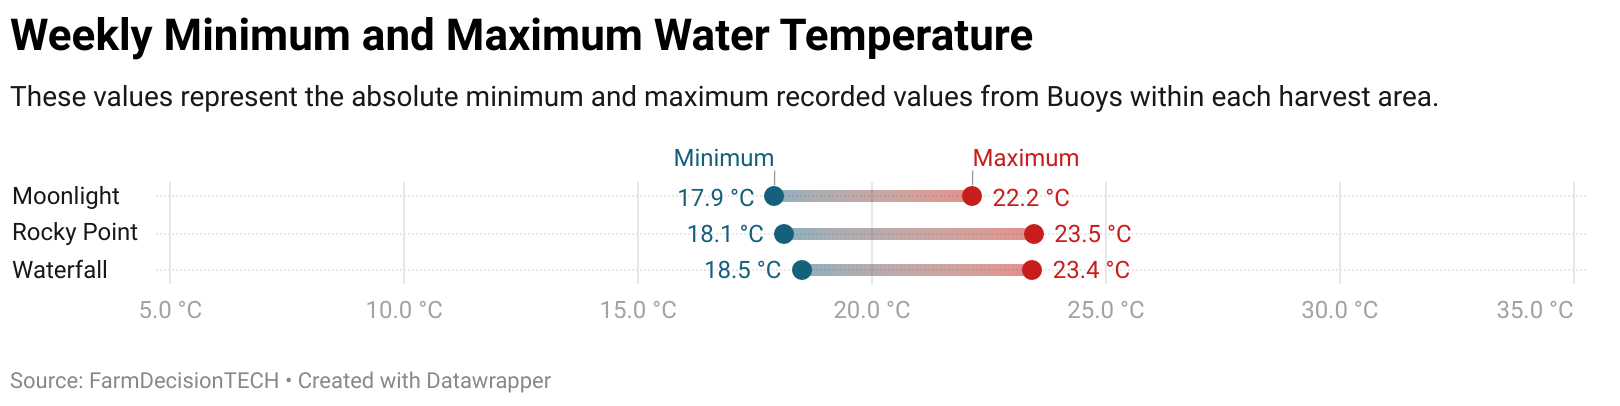 Weekly Minimum and Maximum Water Temperature
These values represent the absolute minimum and maximum recorded values from Buoys within each harvest area.
Minimum Maximum
Moonlight 17.9 °C 22.2 °C
Rocky Point 18.1 °C 23.5 °C
Waterfall 18.5 °C 23.4 °C
5.0 °C 10.0 °C 15.0 °C 20.0 °C 25.0 °C 30.0 °C 35.0 °C
Source: FarmDecisionTECH • Created with Datawrapper